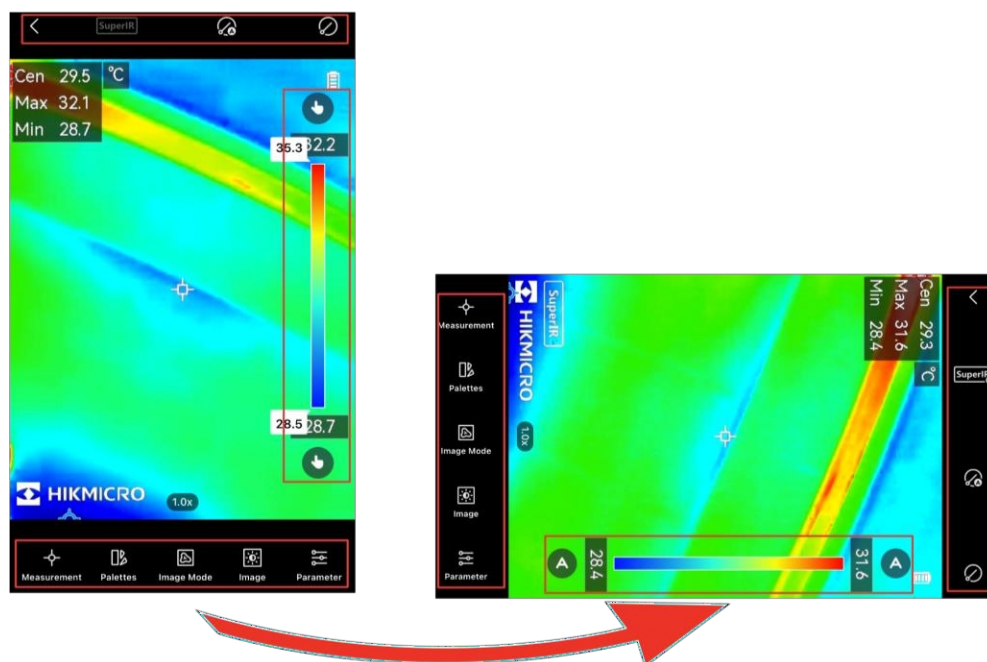 SuperIR
Cen 29.5 °C
Max 32.1
Min 28.7
35.3 32.2
28.5 28.7
HIKMICRO
1.0x
Measurement Palettes Image Mode Image Parameter
Measurement
Palettes
Image Mode
Image
Parameter
SuperIR
HIKMICRO
1.0x
Cen 29.3 °C
Max 31.6
Min 28.4
A 28.4 31.6 A
SuperIR